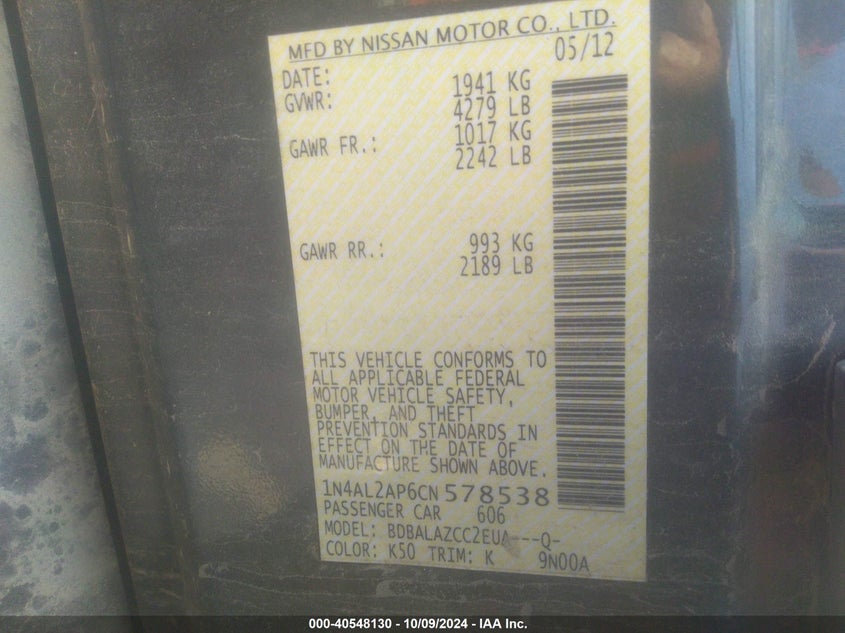 MFD BY NISSAN MOTOR CO., LTD.
DATE: 05/12
GVWR: 1941 KG
4279 LB
GAWR FR.: 1017 KG
2242 LB
GAWR RR.: 993 KG
2189 LB
THIS VEHICLE CONFORMS TO
ALL APPLICABLE FEDERAL
MOTOR VEHICLE SAFETY,
BUMPER, AND THEFT
PREVENTION STANDARDS IN
EFFECT ON THE DATE OF
MANUFACTURE SHOWN ABOVE.
1N4AL2AP6CN578538
PASSENGER CAR 606
MODEL: BDBALAZCC2EUA---Q-
COLOR: K50 TRIM: K 9N00A
000-40548130 - 10/09/2024 - IAA Inc.